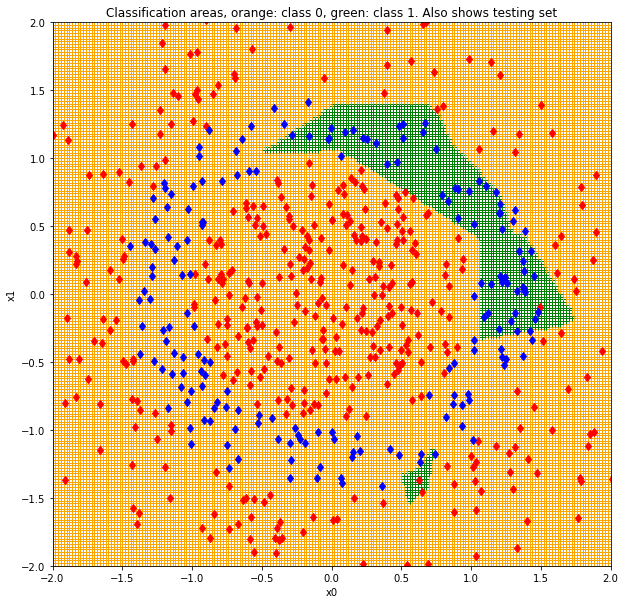 Classification areas, orange: class 0, green: class 1. Also shows testing set
2.0
1.5
1.0
0.5
0.0
−0.5
−1.0
−1.5
−2.0
x1
−2.0 −1.5 −1.0 −0.5 0.0 0.5 1.0 1.5 2.0
x0